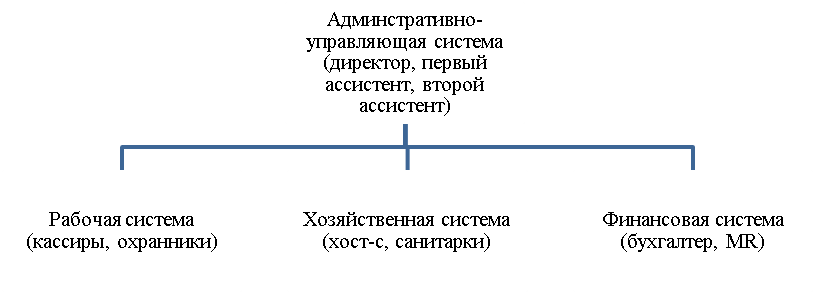 Админстративно-
управляющая система
(директор, первый
ассистент, второй
ассистент)
Рабочая система
(кассиры, охранники)
Хозяйственная система
(хост-с, санитарки)
Финансовая система
(бухгалтер, MR)